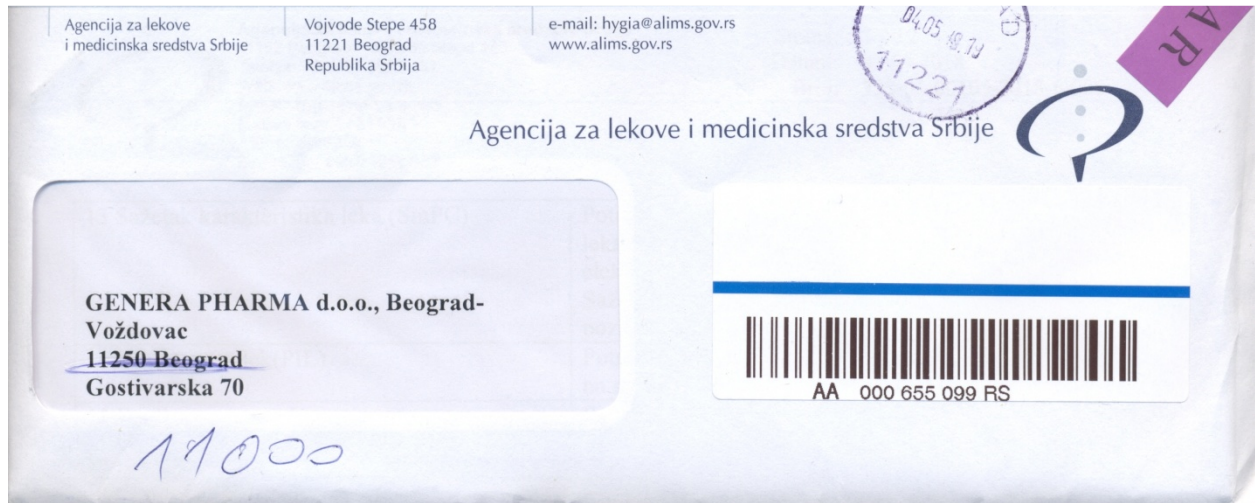 Agencija za lekove
i medicinska sredstva Srbije
Vojvode Stepe 458
11221 Beograd
Republika Srbija
e-mail: hygia@alims.gov.rs
www.alims.gov.rs
04.05
11221
AR
Agencija za lekove i medicinska sredstva Srbije
GENERA PHARMA d.o.o., Beograd-
Voždovac
11250 Beograd
Gostivarska 70
AA 000 655 099 RS
11000